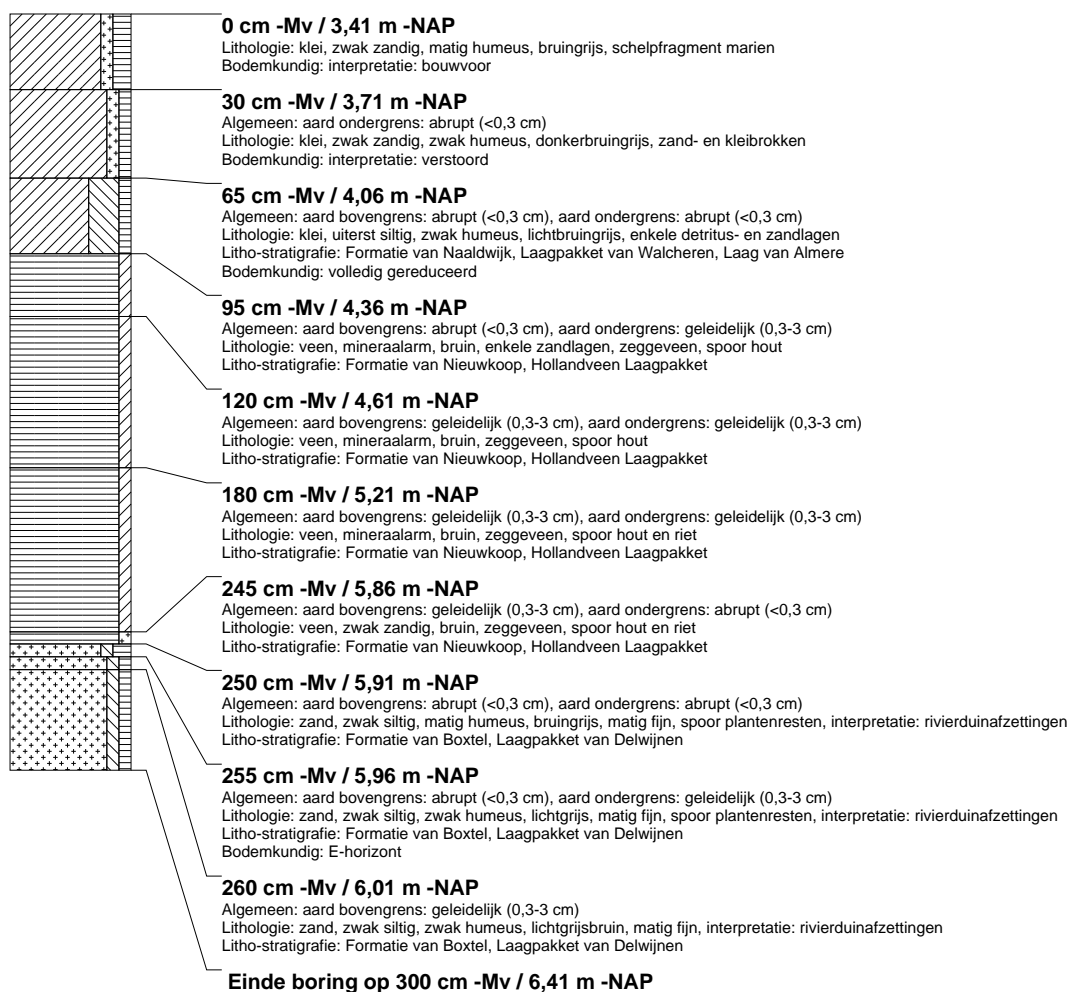 0 cm -Mv / 3,41 m -NAP
Lithologie: klei, zwak zandig, matig humeus, bruingrijs, schelpfragment marien
Bodemkundig: interpretatie: bouwvoor
30 cm -Mv / 3,71 m -NAP
Algemeen: aard ondergrens: abrupt (<0,3 cm)
Lithologie: klei, zwak zandig, zwak humeus, donkerbruingrijs, zand- en kleibrokken
Bodemkundig: interpretatie: verstoord
65 cm -Mv / 4,06 m -NAP
Algemeen: aard bovengrens: abrupt (<0,3 cm), aard ondergrens: abrupt (<0,3 cm)
Lithologie: klei, uiterst siltig, zwak humeus, lichtbruingrijs, enkele detritus- en zandlagen
Litho-stratigrafie: Formatie van Naaldwijk, Laagpakket van Walcheren, Laag van Almere
Bodemkundig: volledig gereduceerd
95 cm -Mv / 4,36 m -NAP
Algemeen: aard bovengrens: abrupt (<0,3 cm), aard ondergrens: geleidelijk (0,3-3 cm)
Lithologie: veen, mineraalarm, bruin, enkele zandlagen, zeggeveen, spoor hout
Litho-stratigrafie: Formatie van Nieuwkoop, Hollandveen Laagpakket
120 cm -Mv / 4,61 m -NAP
Algemeen: aard bovengrens: geleidelijk (0,3-3 cm), aard ondergrens: geleidelijk (0,3-3 cm)
Lithologie: veen, mineraalarm, bruin, zeggeveen, spoor hout
Litho-stratigrafie: Formatie van Nieuwkoop, Hollandveen Laagpakket
180 cm -Mv / 5,21 m -NAP
Algemeen: aard bovengrens: geleidelijk (0,3-3 cm), aard ondergrens: geleidelijk (0,3-3 cm)
Lithologie: veen, mineraalarm, bruin, zeggeveen, spoor hout en riet
Litho-stratigrafie: Formatie van Nieuwkoop, Hollandveen Laagpakket
245 cm -Mv / 5,86 m -NAP
Algemeen: aard bovengrens: geleidelijk (0,3-3 cm), aard ondergrens: abrupt (<0,3 cm)
Lithologie: veen, zwak zandig, bruin, zeggeveen, spoor hout en riet
Litho-stratigrafie: Formatie van Nieuwkoop, Hollandveen Laagpakket
250 cm -Mv / 5,91 m -NAP
Algemeen: aard bovengrens: abrupt (<0,3 cm), aard ondergrens: abrupt (<0,3 cm)
Lithologie: zand, zwak siltig, matig humeus, bruingrijs, matig fijn, spoor plantenresten, interpretatie: rivierduinafzettingen
Litho-stratigrafie: Formatie van Boxtel, Laagpakket van Delwijnen
255 cm -Mv / 5,96 m -NAP
Algemeen: aard bovengrens: abrupt (<0,3 cm), aard ondergrens: geleidelijk (0,3-3 cm)
Lithologie: zand, zwak siltig, zwak humeus, lichtgrijs, matig fijn, spoor plantenresten, interpretatie: rivierduinafzettingen
Litho-stratigrafie: Formatie van Boxtel, Laagpakket van Delwijnen
Bodemkundig: E-horizont
260 cm -Mv / 6,01 m -NAP
Algemeen: aard bovengrens: geleidelijk (0,3-3 cm)
Lithologie: zand, zwak siltig, zwak humeus, lichtgrijsbruin, matig fijn, interpretatie: rivierduinafzettingen
Litho-stratigrafie: Formatie van Boxtel, Laagpakket van Delwijnen
Einde boring op 300 cm -Mv / 6,41 m -NAP